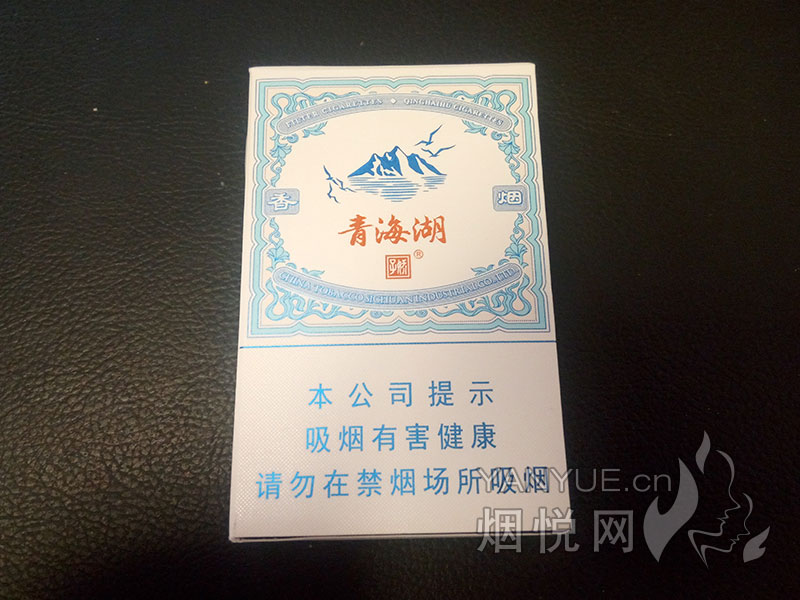 FILTER CIGARETTES • QINGHAIHU CIGARETTES
香 烟
青海湖
®
CHINA TOBACCO SICHUAN INDUSTRIAL CO., LTD
本公司提示
吸烟有害健康
请勿在禁烟场所吸烟
YANYUE.cn
烟悦网